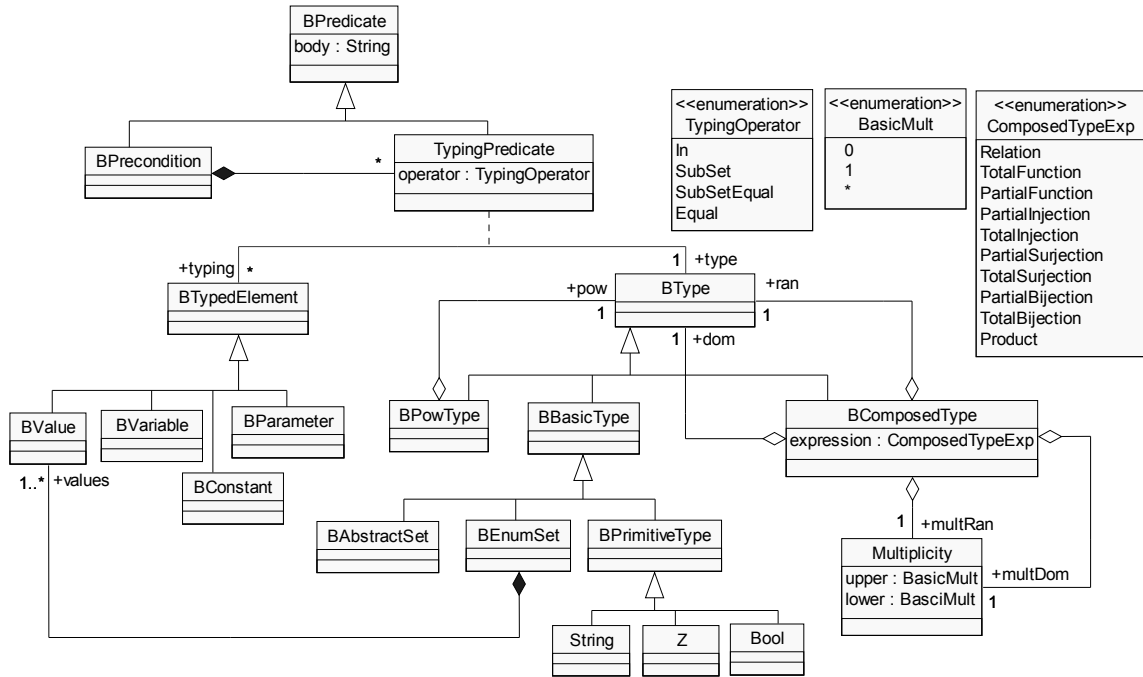 BPredicate
body : String
<<enumeration>>
TypingOperator
In
SubSet
SubSetEqual
Equal
<<enumeration>>
BasicMult
0
1
*
<<enumeration>>
ComposedTypeExp
Relation
TotalFunction
PartialFunction
PartialInjection
TotalInjection
PartialSurjection
TotalSurjection
PartialBijection
TotalBijection
Product
BPrecondition
*
TypingPredicate
operator : TypingOperator
+typing
*
1
+type
BTypedElement
+pow
1
BType
+ran
1
1
+dom
BValue
BVariable
BParameter
BConstant
1..*
+values
BPowType
BBasicType
BComposedType
expression : ComposedTypeExp
BAbstractSet
BEnumSet
BPrimitiveType
1
+multRan
Multiplicity
upper : BasicMult
lower : BasciMult
+multDom
1
String
Z
Bool